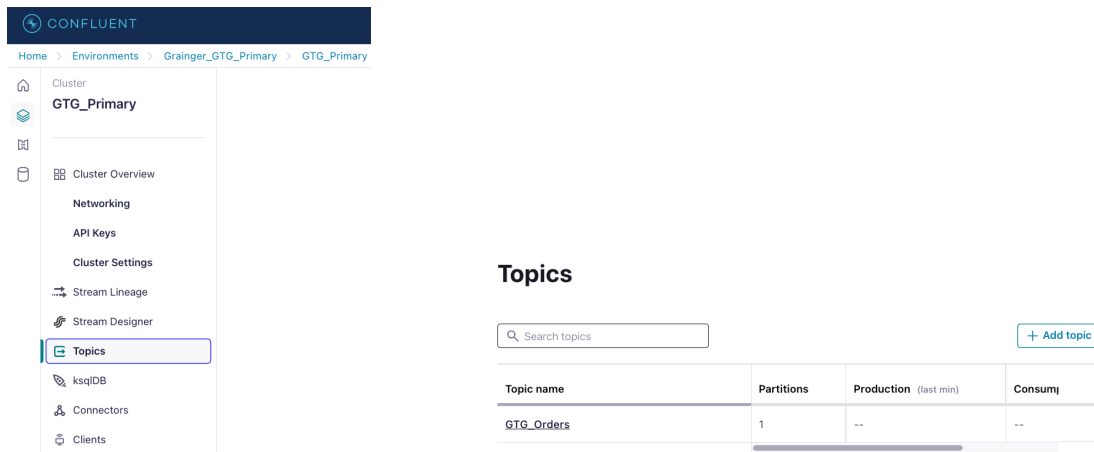 CONFLUENT
Home > Environments > Grainger_GTG_Primary > GTG_Primary
Cluster
GTG_Primary
Cluster Overview
Networking
API Keys
Cluster Settings
Stream Lineage
Stream Designer
Topics
ksqlDB
Connectors
Clients
Topics
Search topics
+ Add topic
Topic name Partitions Production (last min) Consum
GTG_Orders 1 -- --